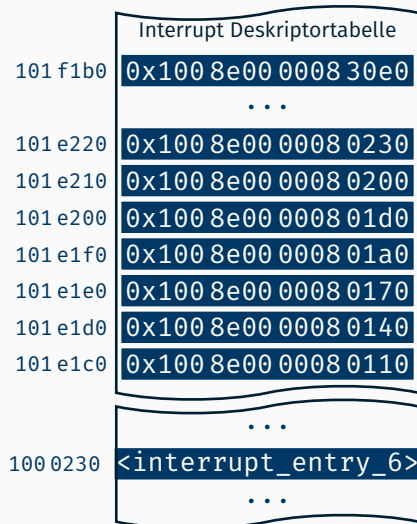 Interrupt Deskriptortabelle
101 f1b0 0x100 8e00 0008 30e0
...
101 e220 0x100 8e00 0008 0230
101 e210 0x100 8e00 0008 0200
101 e200 0x100 8e00 0008 01d0
101 e1f0 0x100 8e00 0008 01a0
101 e1e0 0x100 8e00 0008 0170
101 e1d0 0x100 8e00 0008 0140
101 e1c0 0x100 8e00 0008 0110
...
100 0230 <interrupt_entry_6>
...